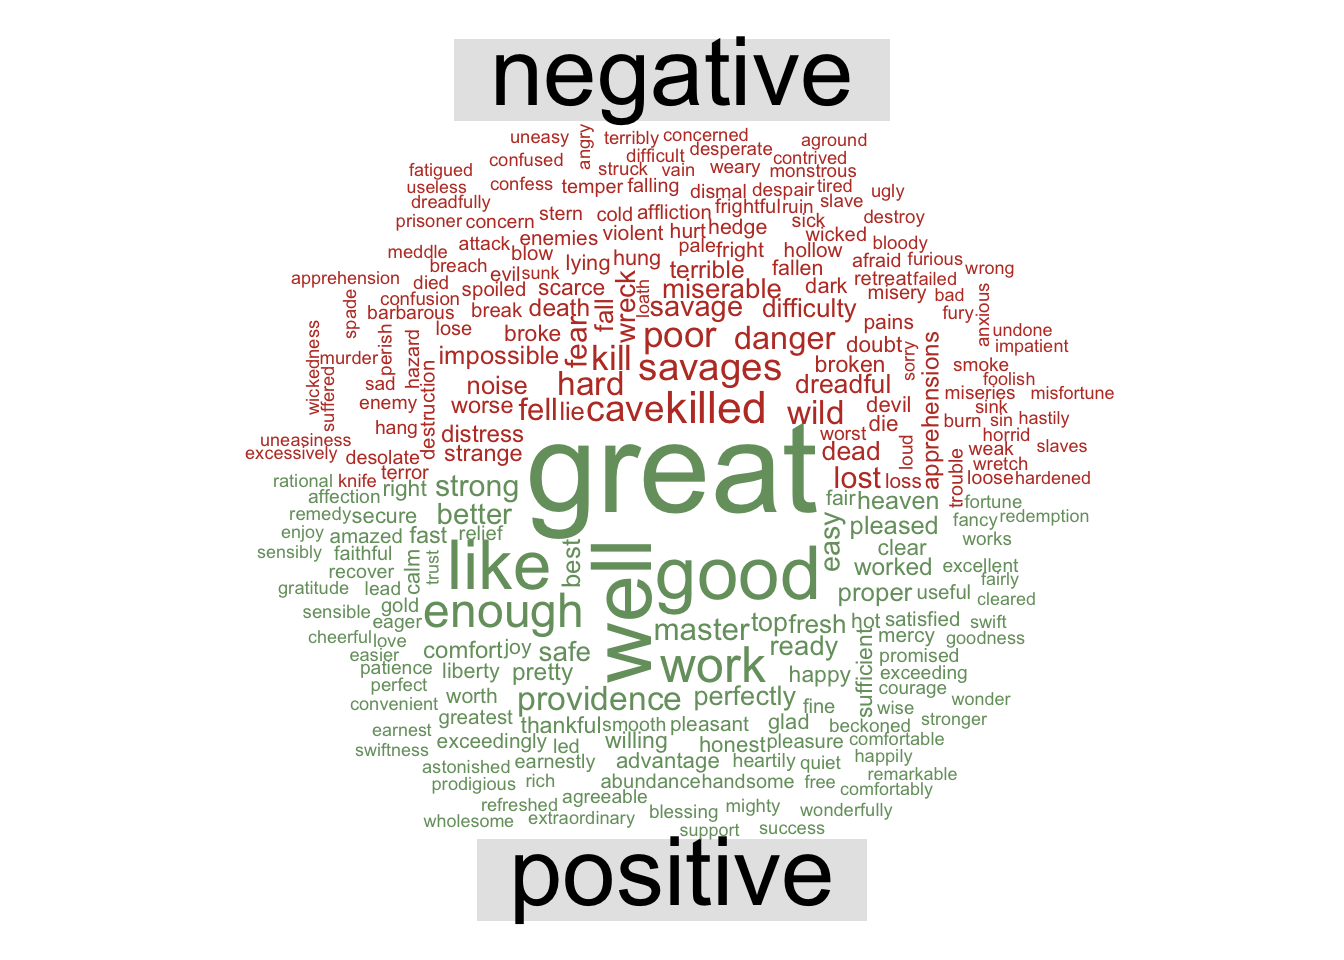 negative
uneasy angry terribly concerned aground
confused difficult desperate contrived
fatigued struck vain weary monstrous
useless confess temper falling dismal despair tired ugly
dreadfully stern cold affliction frightful ruin slave
prisoner concern violent hurt hedge sick destroy
meddle attack enemies pale fright hollow wicked bloody
breach blow lying hung terrible fallen afraid furious wrong
apprehension died evil sunk loath miserable dark retreat failed
spade confusion spoiled scarce wreck savage difficulty misery bad anxious
barbarous break death fall fury
wickedness perish hazard lose broke fear poor danger pains undone
murder impossible kill doubt sorry impatient
suffered sad noise hard savages broken apprehensions smoke
enemy destruction worse fell lie cave killed dreadful devil miseries foolish misfortune
hang distress wild die burn sink sin hastily
uneasiness worst loud horrid
excessively desolate strange dead weak slaves
terror lost loss trouble wretch
knife loose hardened
great
rational right strong fair heaven fortune
affection better
remedy secure easy pleased fancy redemption
enjoy amazed fast relief works
sensibly faithful calm trust like best well good clear
recover worked excellent
gratitude lead proper useful fairly
gold enough cleared
sensible eager master top fresh hot satisfied swift
cheerful love sufficient mercy goodness
easier comfort joy safe ready promised
patience liberty pretty work happy exceeding
perfect courage
convenient worth providence perfectly fine wise wonder
greatest thankful smooth pleasant glad beckoned stronger
earnest exceedingly led willing honest pleasure comfortable
swiftness earnestly advantage heartily quiet happily
astonished remarkable
prodigious rich abundance handsome free comfortably
refreshed agreeable blessing mighty wonderfully
wholesome extraordinary support success
positive